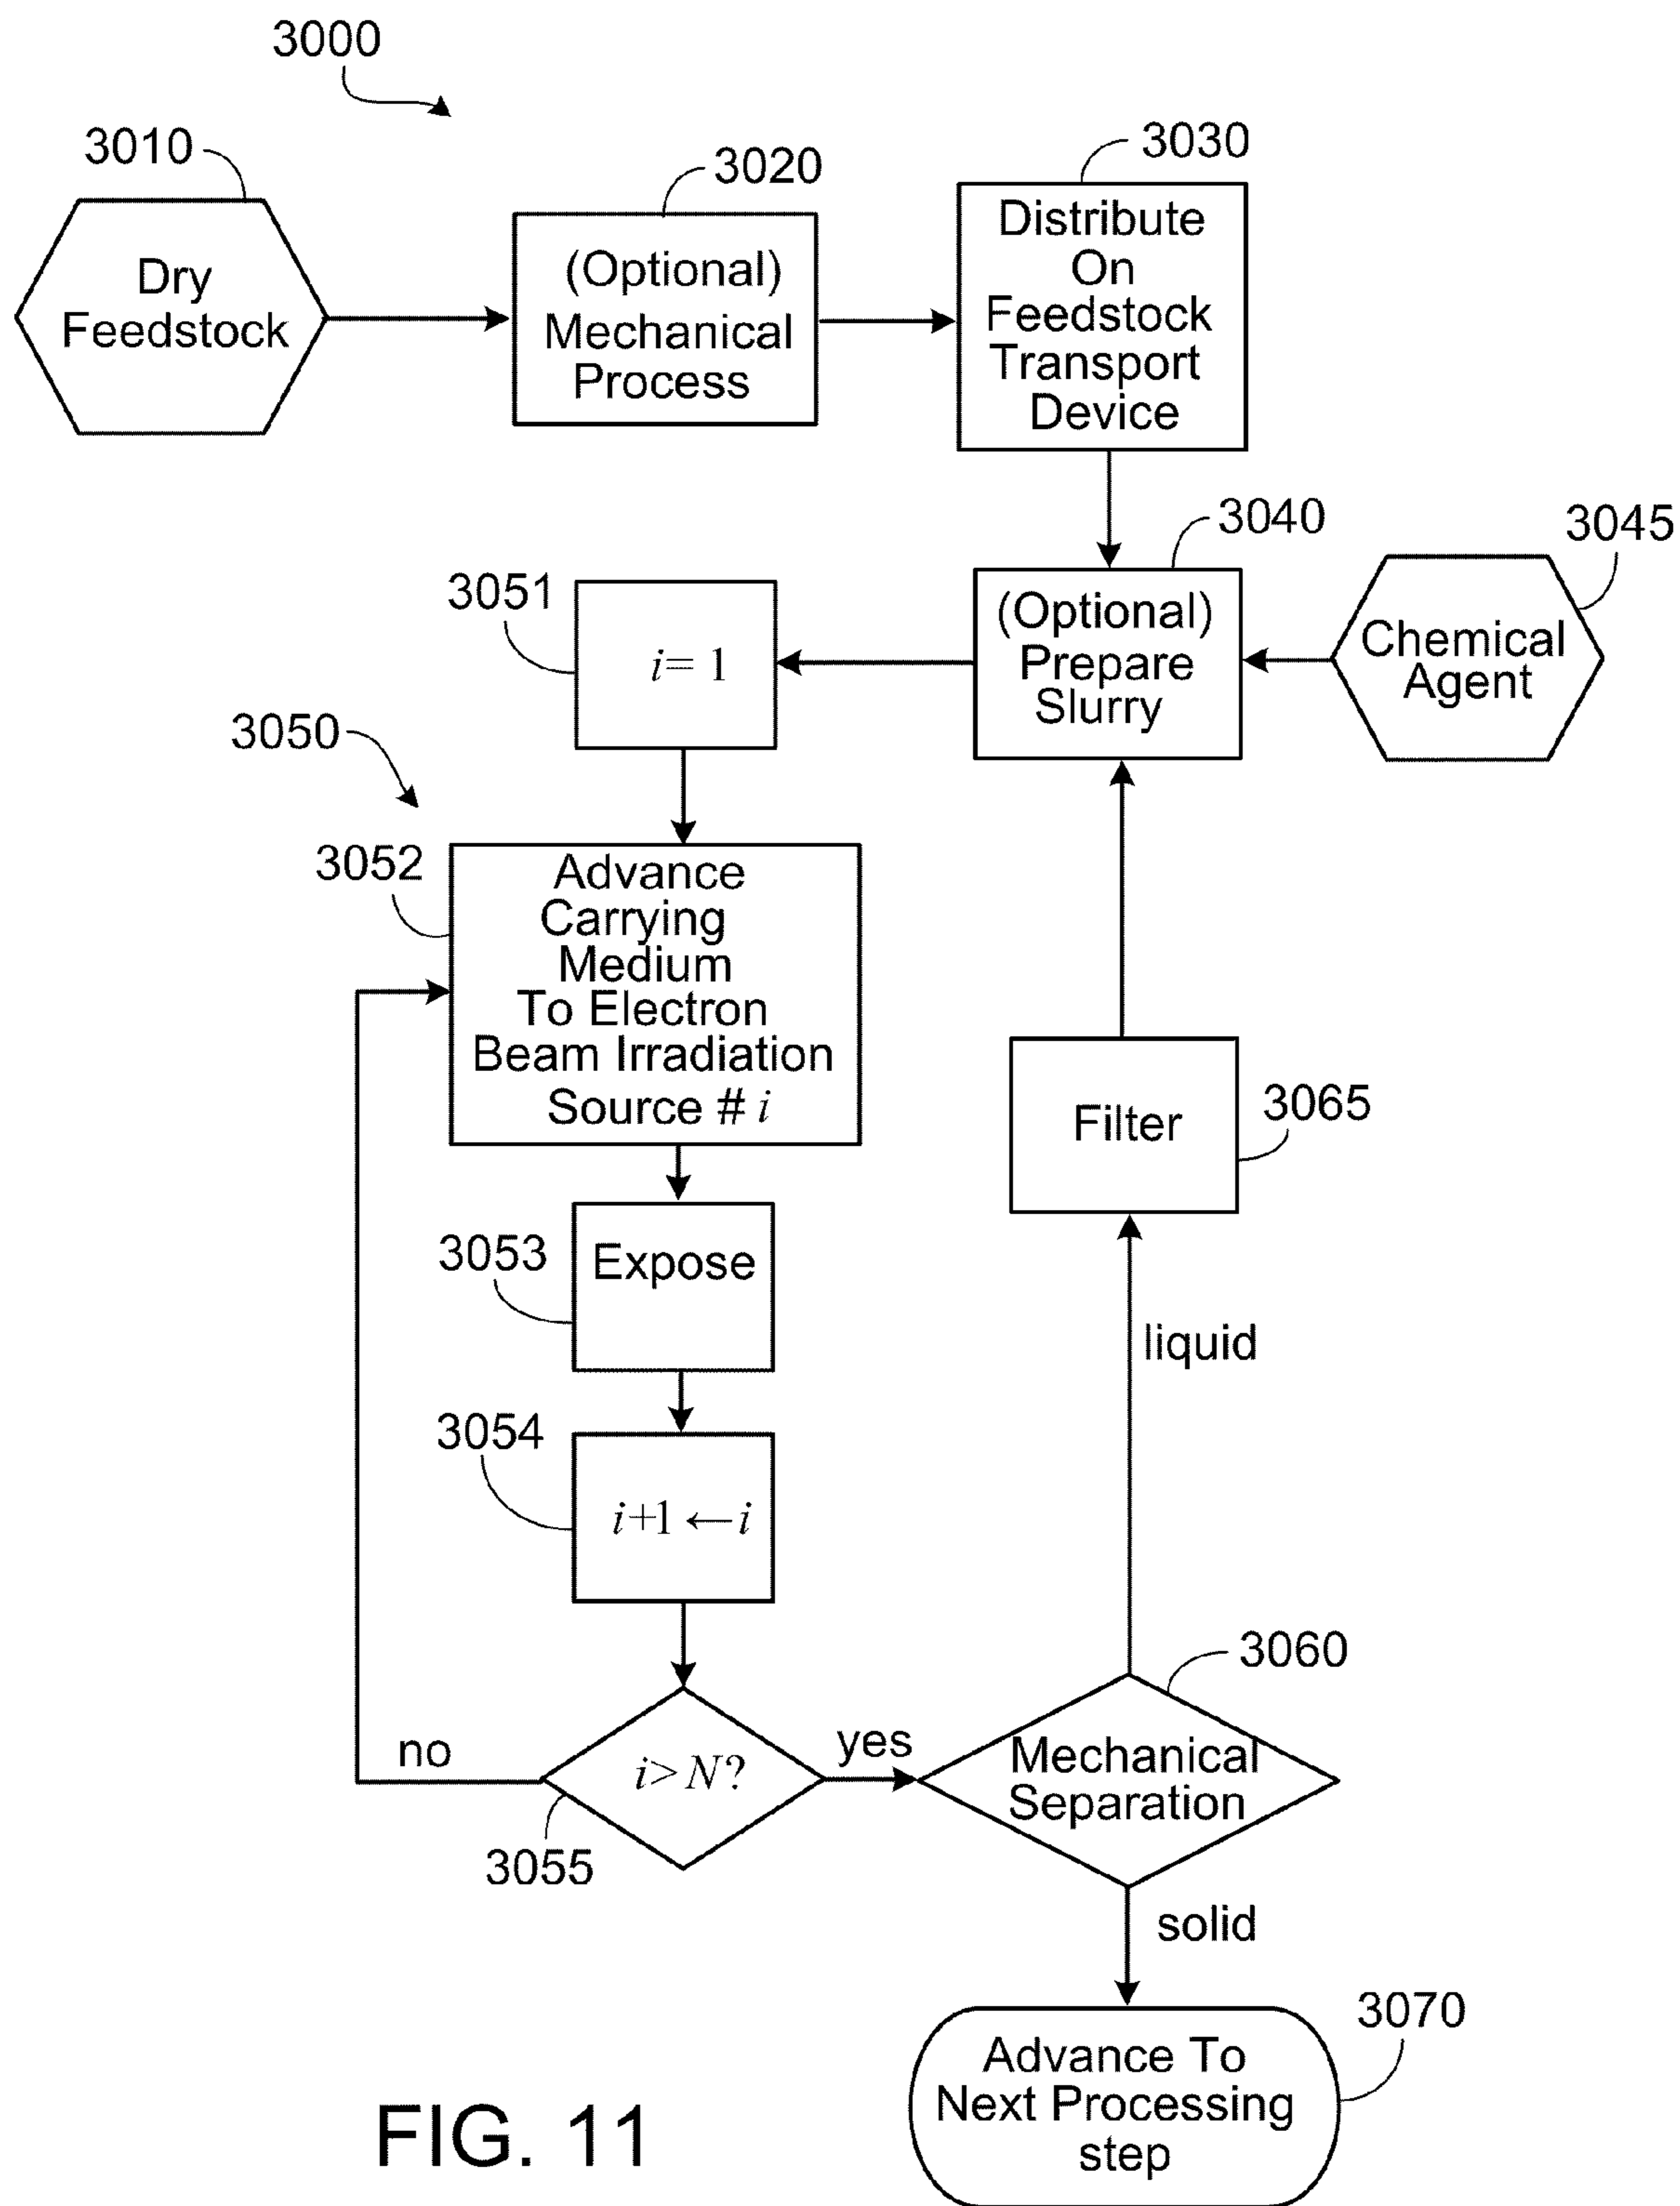 3000
3010
3020
3030
Dry
Feedstock
(Optional)
Mechanical
Process
Distribute
On
Feedstock
Transport
Device
3040
3045
3051
i= 1
(Optional)
Prepare
Slurry
Chemical
Agent
3050
3052
Advance
Carrying
Medium
To Electron
Beam Irradiation
Source # i
Filter
3065
3053
Expose
liquid
3054
i+1 ←i
3060
no
i>N?
yes
Mechanical
Separation
3055
solid
3070
Advance To
Next Processing
step
FIG. 11